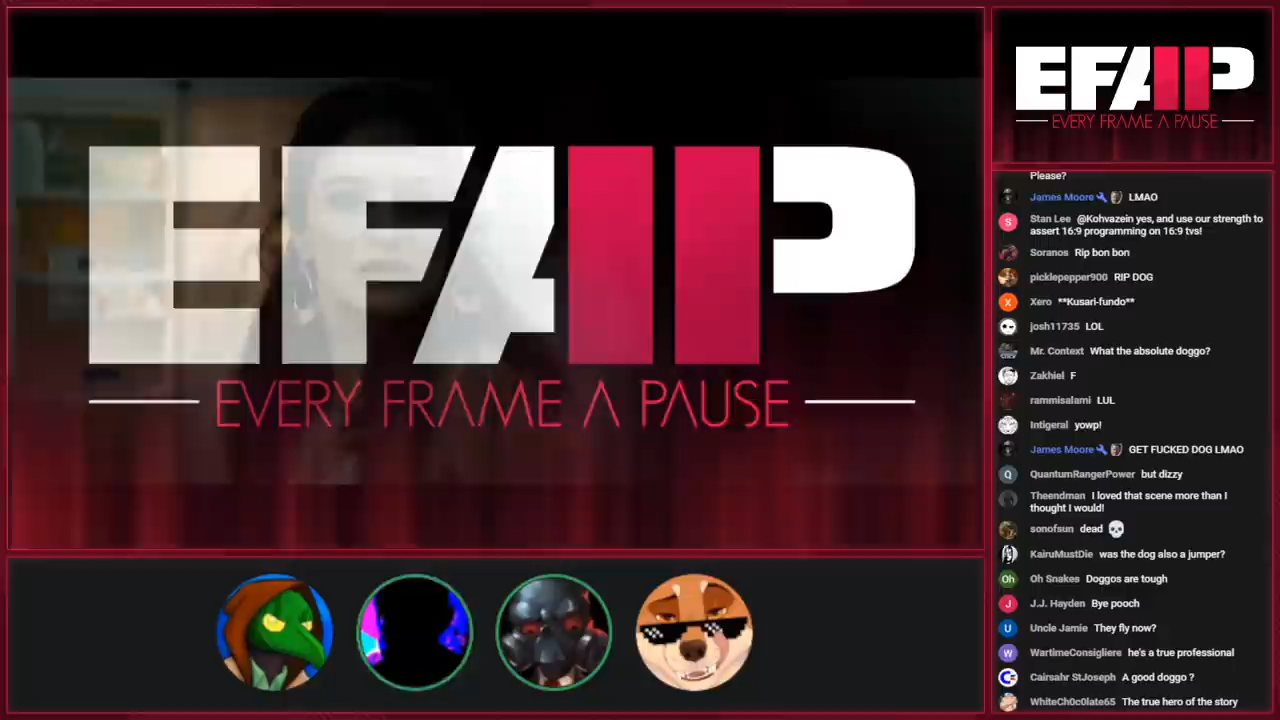 EFAP
EVERY FRAME A PAUSE
EFAP
EVERY FRAME A PAUSE
Please?
James Moore LMAO
S Stan Lee @Kohvazein yes, and use our strength to
assert 16:9 programming on 16:9 tvs!
Soranos Rip bon bon
picklepepper900 RIP DOG
X Xero **Kusari-fundo**
josh11735 LOL
Mr. Context What the absolute doggo?
Zakhiel F
rammisalami LUL
Intigeral yowp!
James Moore GET FUCKED DOG LMAO
Q QuantumRangerPower but dizzy
Theendman I loved that scene more than I
thought I would!
sonofsun dead 💀
KairuMustDie was the dog also a jumper?
Oh Oh Snakes Doggos are tough
J J.J. Hayden Bye pooch
U Uncle Jamie They fly now?
W WartimeConsigliere he's a true professional
Cairsahr StJoseph A good doggo ?
WhiteCh0c0late65 The true hero of the story